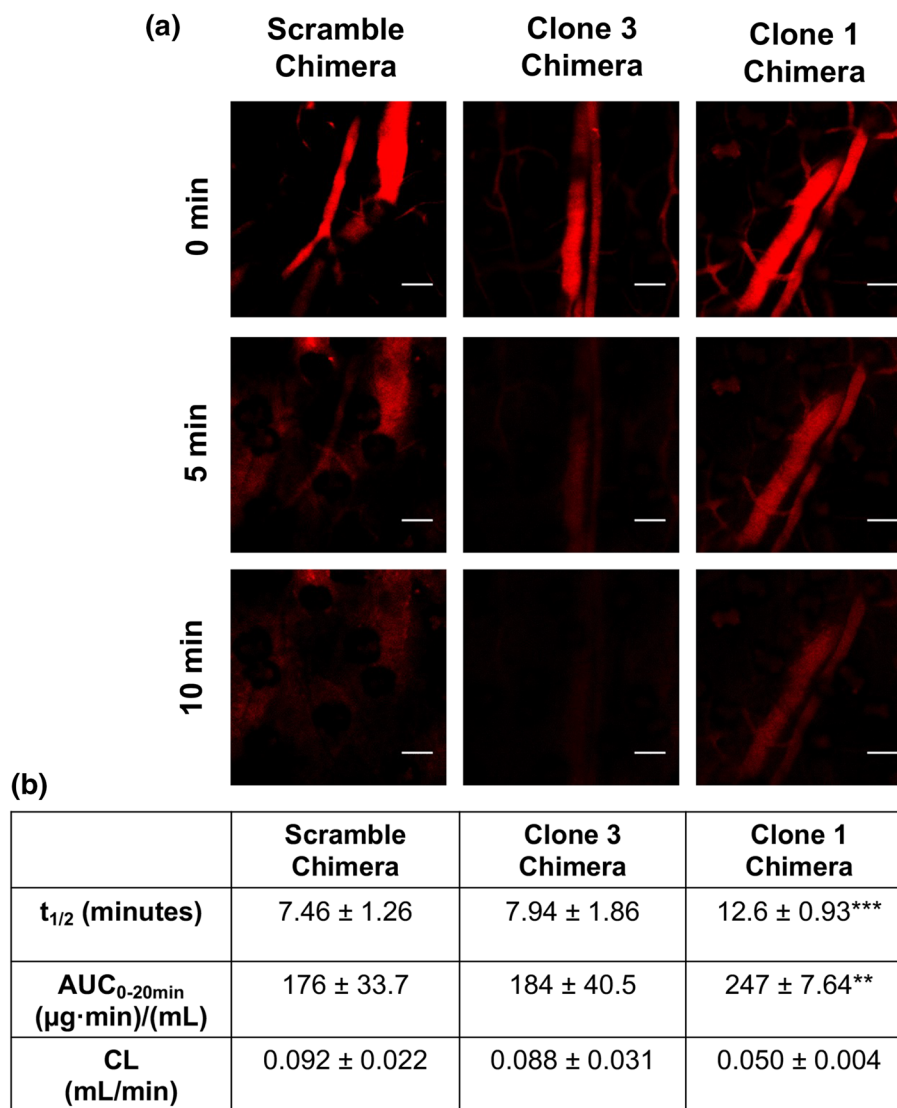 (a)
Scramble Chimera
Clone 3 Chimera
Clone 1 Chimera
0 min
5 min
10 min
(b)
Scramble Chimera
Clone 3 Chimera
Clone 1 Chimera
t1/2 (minutes) 7.46 ± 1.26 7.94 ± 1.86 12.6 ± 0.93***
AUC0-20min (µg·min)/(mL) 176 ± 33.7 184 ± 40.5 247 ± 7.64**
CL (mL/min) 0.092 ± 0.022 0.088 ± 0.031 0.050 ± 0.004